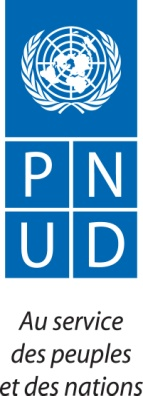 P N
U D
Au service
des peuples
et des nations